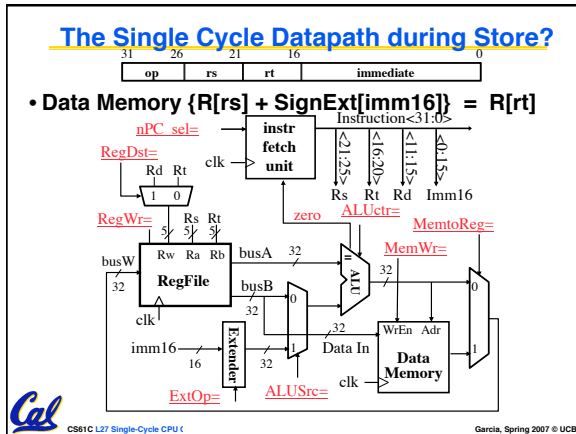 The Single Cycle Datapath during Store?
31 26 21 16 0
op rs rt immediate
• Data Memory {R[rs] + SignExt[imm16]} = R[rt]
Instruction<31:0>
nPC_sel=
instr fetch unit
clk
<21:25>
<16:20>
<11:15>
<0:15>
Rs Rt Rd Imm16
RegDst=
Rd Rt
1 0
zero
ALUctr=
MemtoReg=
RegWr=
Rs Rt
5 5 5
Rw Ra Rb
RegFile
busW
32
clk
busA
32
busB
32
=
ALU
32
MemWr=
0
1
0
1
32
Data In
WrEn Adr
Data Memory
clk
imm16
16
Extender
32
ExtOp=
ALUSrc=
Cal
CS61C L27 Single-Cycle CPU (
Garcia, Spring 2007 © UCB